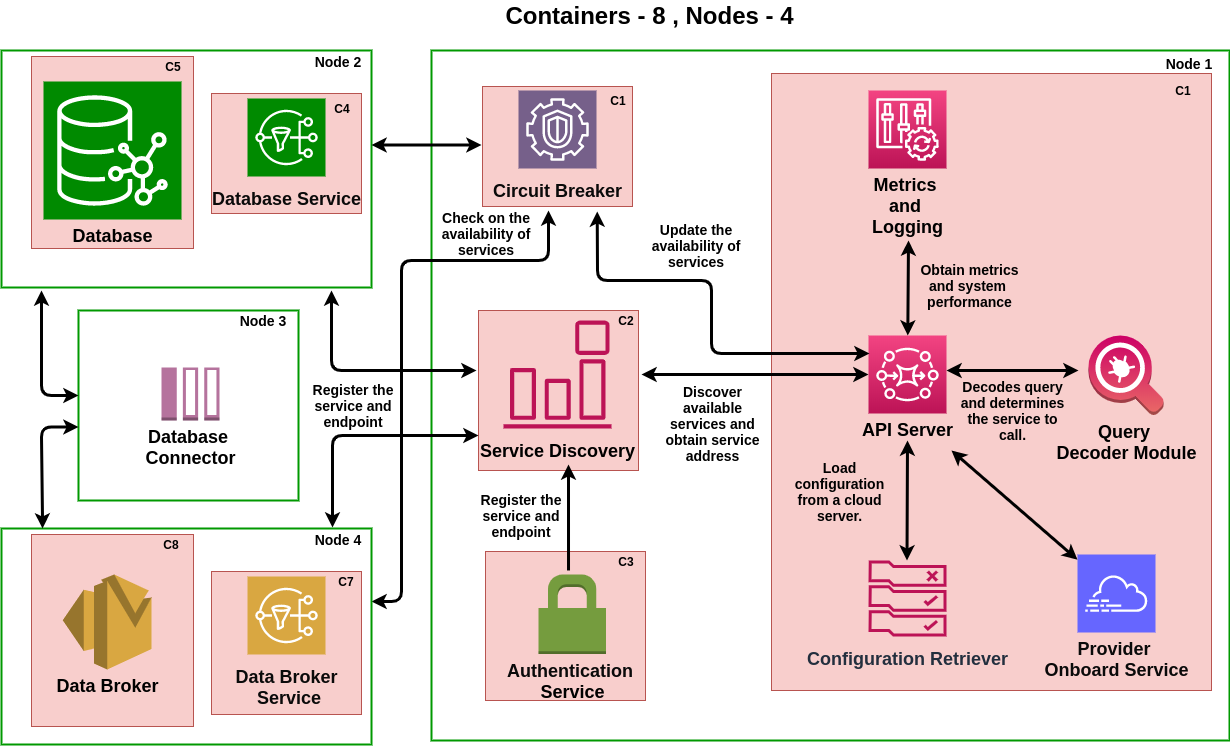 Containers - 8 , Nodes - 4
Node 2
C5
Database
C4
Database Service
Node 3
Database
Connector
Node 4
C8
Data Broker
C7
Data Broker
Service
Node 1
C1
Circuit Breaker
Check on the
availability of
services
Update the
availability of
services
Register the
service and
endpoint
C2
Service Discovery
Discover
available
services and
obtain service
address
Register the
service and
endpoint
C3
Authentication
Service
C1
Metrics
and
Logging
Obtain metrics
and system
performance
API Server
Decodes query
and determines
the service to
call.
Query
Decoder Module
Load
configuration
from a cloud
server.
Configuration Retriever
Provider
Onboard Service